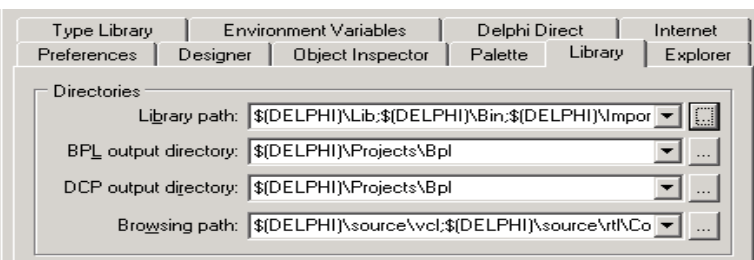 Type Library Environment Variables Delphi Direct Internet
Preferences Designer Object Inspector Palette Library Explorer
Directories
Library path: $(DELPHI)\Lib;$(DELPHI)\Bin;$(DELPHI)\Impor ...
BPL output directory: $(DELPHI)\Projects\Bpl ...
DCP output directory: $(DELPHI)\Projects\Bpl ...
Browsing path: $(DELPHI)\source\vcl;$(DELPHI)\source\rtl\Co ...